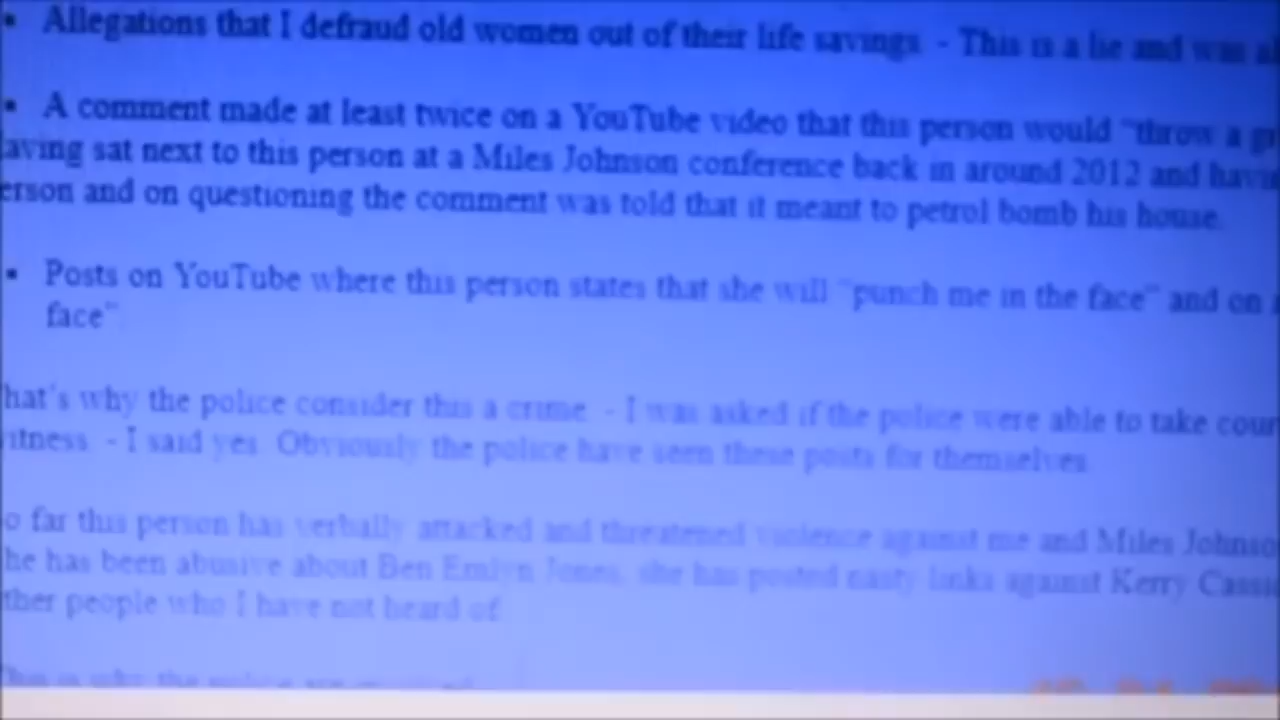 Allegations that I defraud old women out of their life savings - This is a lie and was
A comment made at least twice on a YouTube video that this person would "throw a
aving sat next to this person at a Miles Johnson conference back in around 2012 and
erson and on questioning the comment was told that it meant to petrol bomb his house.
Posts on YouTube where this person states that she will "punch me in the face" and on
face"
hat's why the police consider this a crime - I was asked if the police were able to take
itness - I said yes Obviously the police have seen these posts for themselves
o far this person has verbally attacked and threatened violence against me and Miles
he has been abusive about Ben Emlyn Jones, she has posted nasty links against Kerry
ther people who I have not heard of
This is why the police are